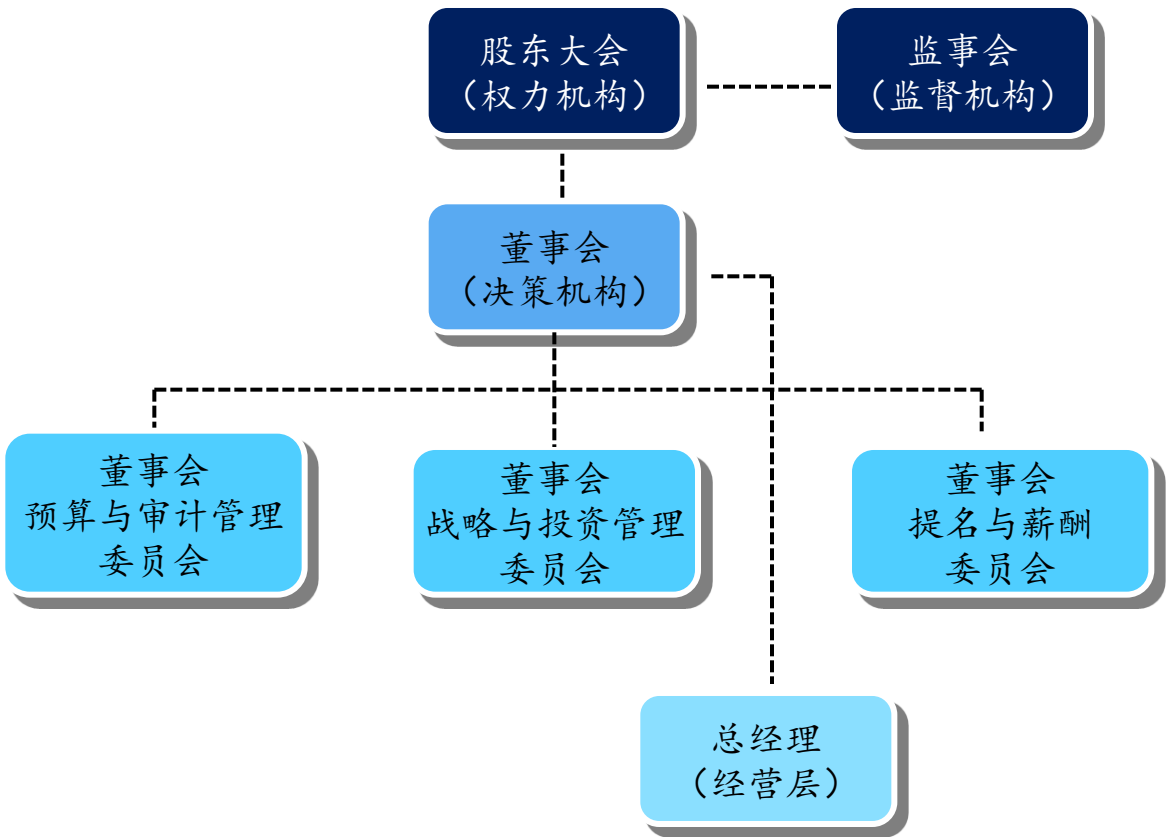 股东大会
（权力机构）
监事会
（监督机构）
董事会
（决策机构）
董事会
预算与审计管理
委员会
董事会
战略与投资管理
委员会
董事会
提名与薪酬
委员会
总经理
（经营层）